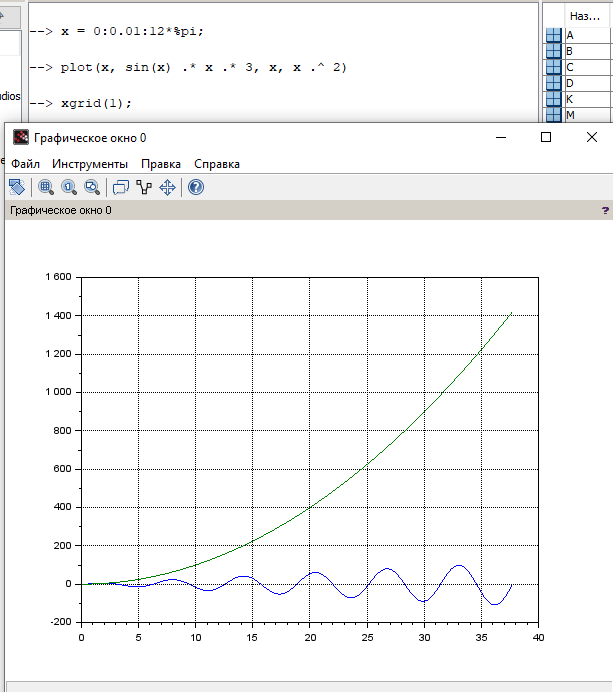 Наз...
--> x = 0:0.01:12*%pi;
A
B
--> plot(x, sin(x) .* x .* 3, x, x .^ 2)
C
D
K
--> xgrid(1);
M
Графическое окно 0
Файл Инструменты Правка Справка
Графическое окно 0
?
1 600
1 400
1 200
1 000
800
600
400
200
0
-200
0 5 10 15 20 25 30 35 40